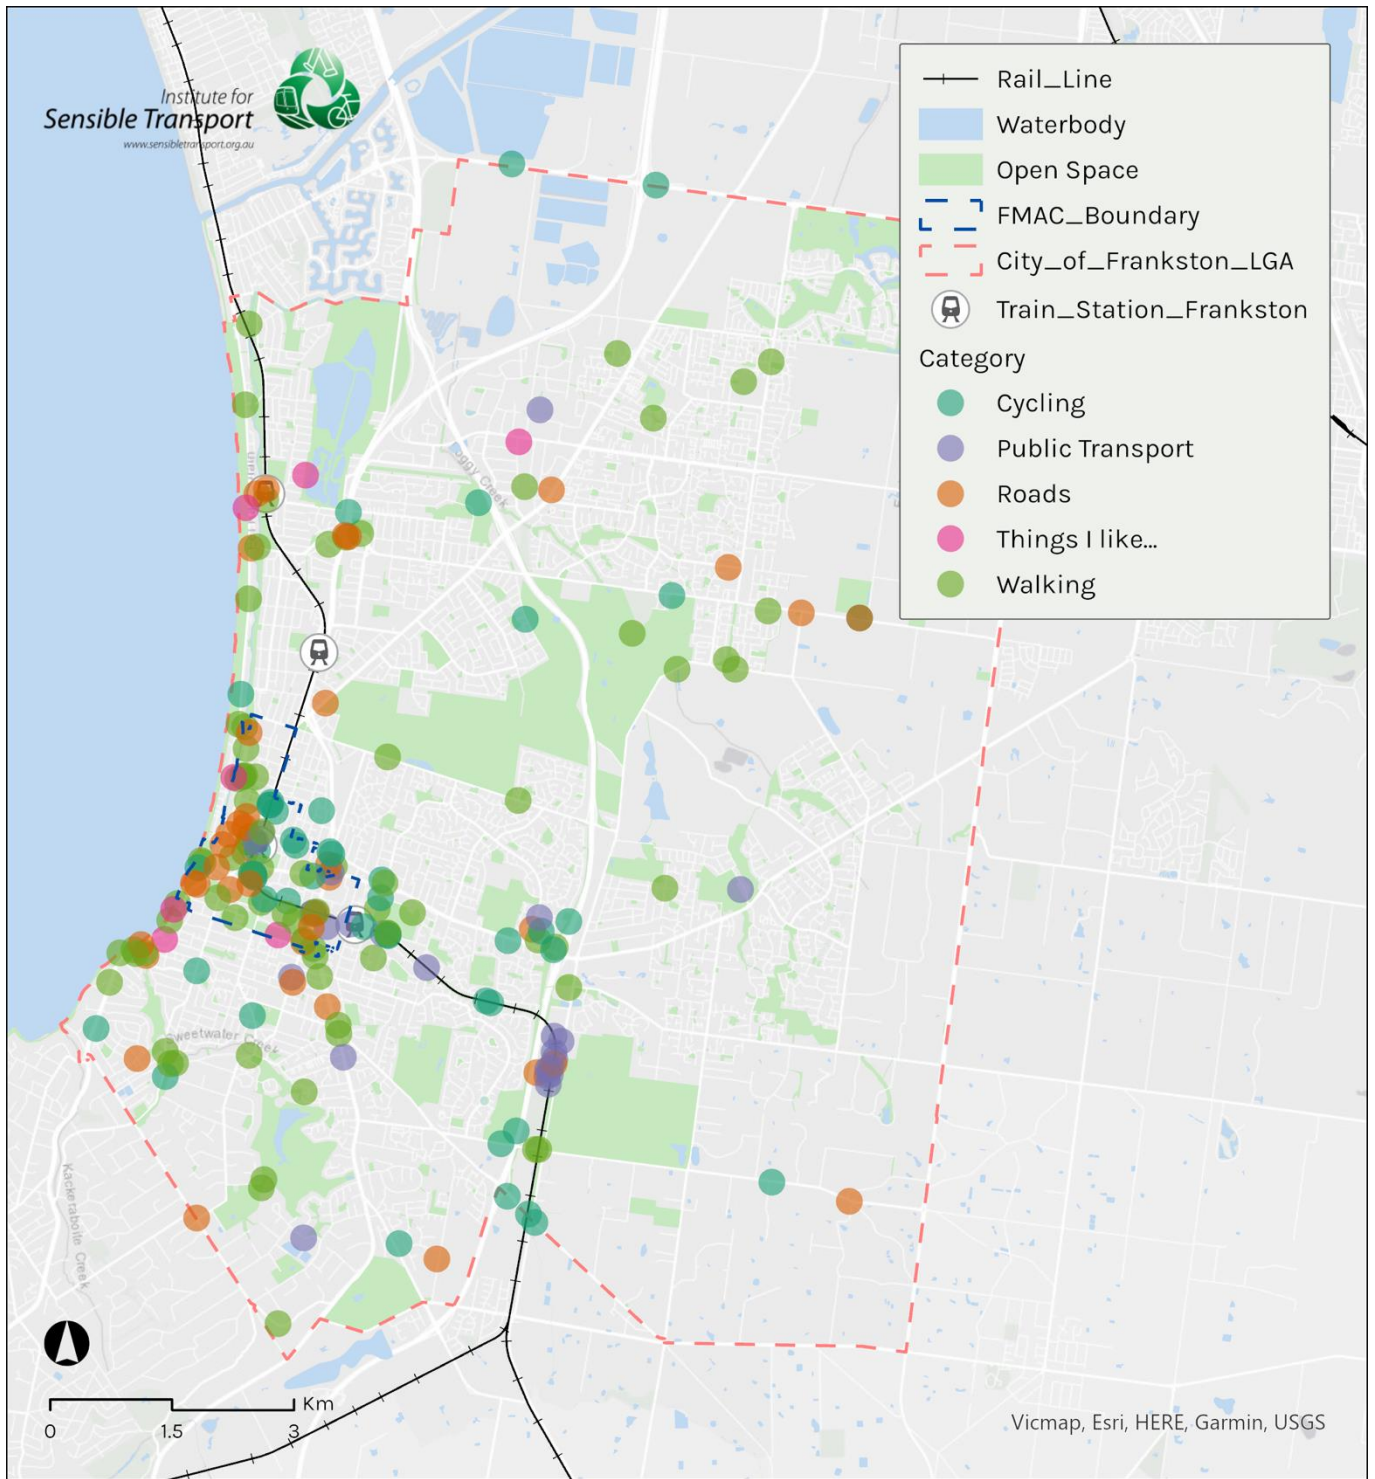 Institute for
Sensible Transport
www.sensibletransport.org.au
Rail_Line
Waterbody
Open Space
FMAC_Boundary
City_of_Frankston_LGA
Train_Station_Frankston
Category
Cycling
Public Transport
Roads
Things I like...
Walking
Creek
Sweetwater Creek
Kackeraboite Creek
Km
0 1.5 3
Vicmap, Esri, HERE, Garmin, USGS